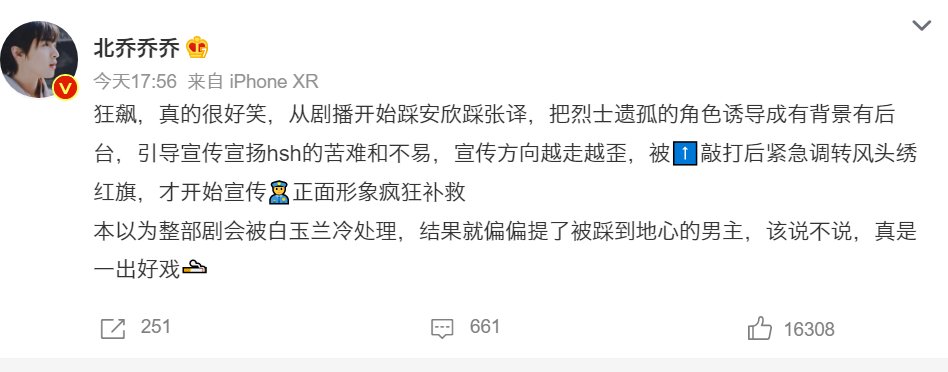 北乔乔乔
今天17:56 来自 iPhone XR
狂飙，真的很好笑，从剧播开始踩安欣踩张译，把烈士遗孤的角色诱导成有背景有后
台，引导宣传宣扬hsh的苦难和不易，宣传方向越走越歪，被⬆️敲打后紧急调转风头绣
红旗，才开始宣传👮正面形象疯狂补救
本以为整部剧会被白玉兰冷处理，结果就偏偏提了被踩到地心的男主，该说不说，真是
一出好戏🚬
251
661
16308